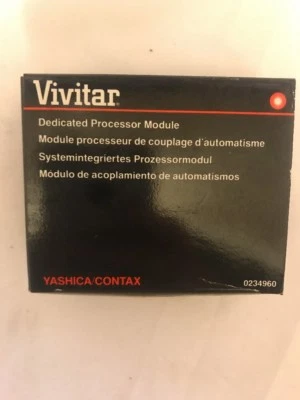 Vivitar
Dedicated Processor Module
Module processeur de couplage d'automatisme
Systemintegriertes Prozessormodul
Módulo de acoplamiento de automatismos
YASHICA/CONTAX 0234960